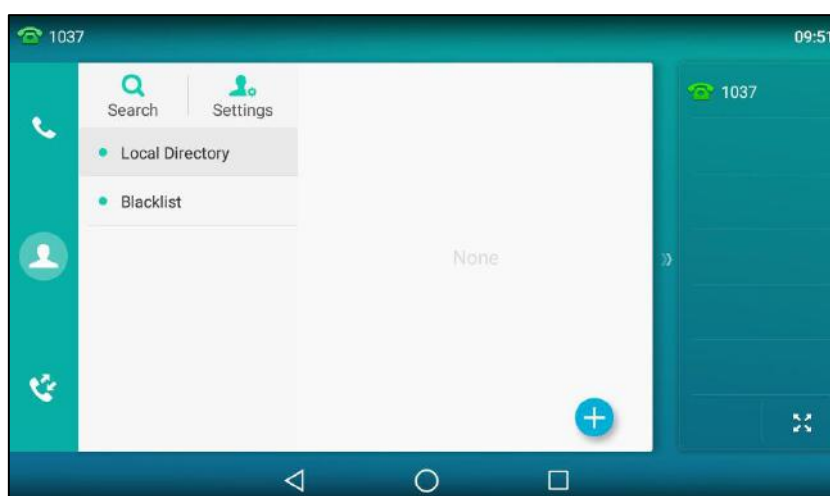 1037
09:51
Search
Settings
Local Directory
Blacklist
None
1037